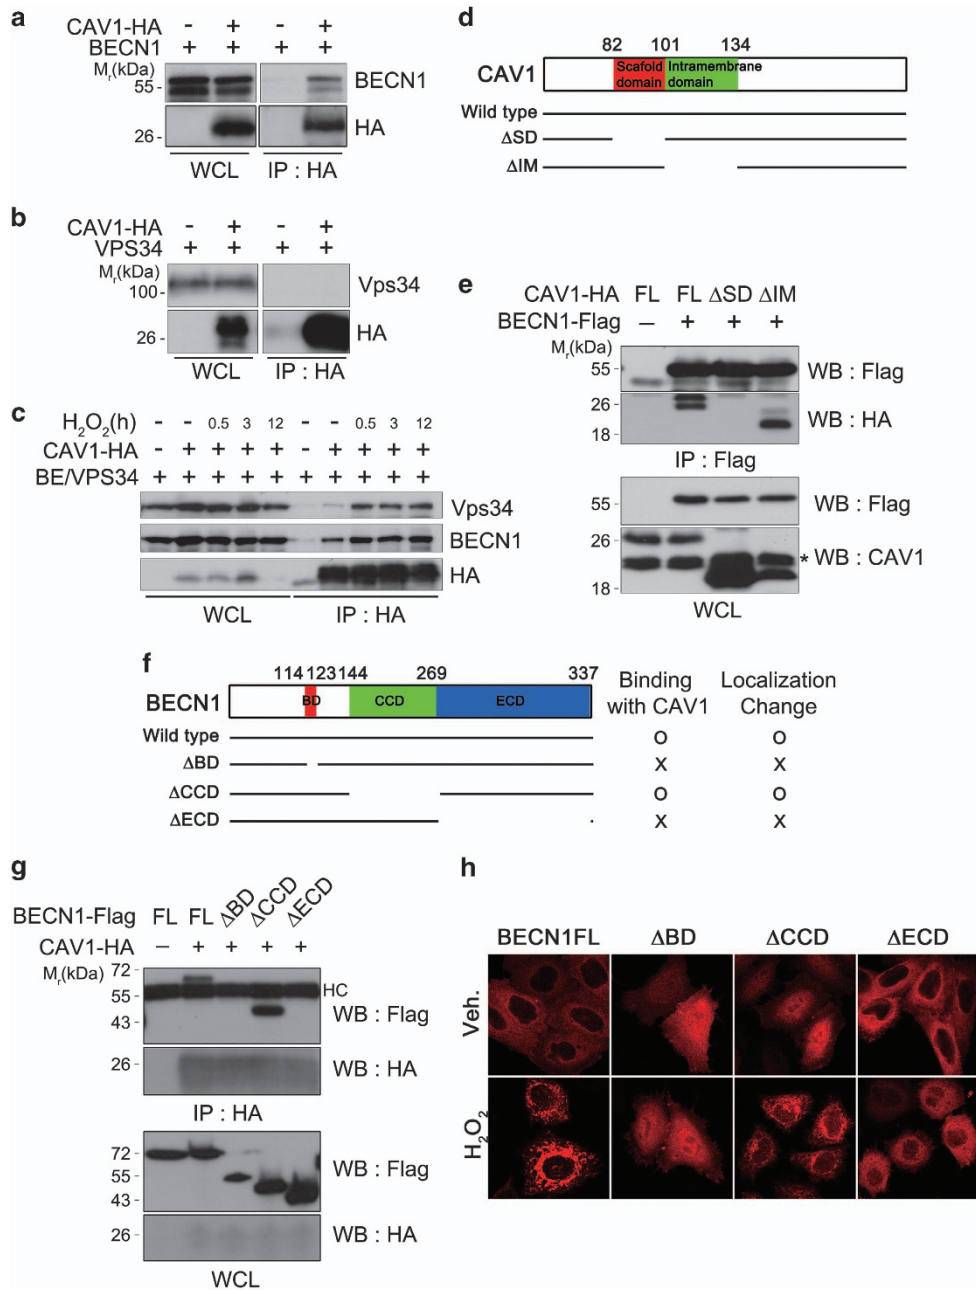 a
CAV1-HA - + - +
BECN1 + + + +
Mr(kDa)
55 -
BECN1
26 -
HA
WCL IP : HA
b
CAV1-HA - + - +
VPS34 + + + +
Mr(kDa)
100 -
Vps34
26 -
HA
WCL IP : HA
c
H2O2(h) - - 0.5 3 12 - - 0.5 3 12
CAV1-HA - + + + + - + + + +
BE/VPS34 + + + + + + + + + +
Vps34
BECN1
HA
WCL IP : HA
d
82 101 134
CAV1
Scafold domain
Intramembrane domain
Wild type
ΔSD
ΔIM
e
CAV1-HA FL FL ΔSD ΔIM
BECN1-Flag — + + +
Mr(kDa)
55 -
WB : Flag
26 -
18 -
WB : HA
IP : Flag
55 -
WB : Flag
26 -
18 -
* WB : CAV1
WCL
f
114 123 144 269 337
BECN1 BD CCD ECD
Binding with CAV1
Localization Change
Wild type O O
ΔBD X X
ΔCCD O O
ΔECD X X
g
BECN1-Flag FL FL ΔBD ΔCCD ΔECD
CAV1-HA — + + + +
Mr(kDa)
72 -
55 -
43 -
HC
WB : Flag
26 -
WB : HA
IP : HA
72 -
55 -
43 -
WB : Flag
26 -
WB : HA
WCL
h
BECN1FL ΔBD ΔCCD ΔECD
Veh.
H2O2